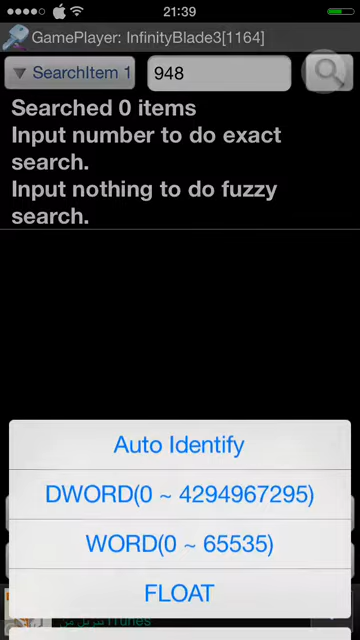 21:39
GamePlayer: InfinityBlade3[1164]
SearchItem 1
948
Searched 0 items
Input number to do exact
search.
Input nothing to do fuzzy
search.
Auto Identify
DWORD(0 ~ 4294967295)
WORD(0 ~ 65535)
FLOAT
iTunes